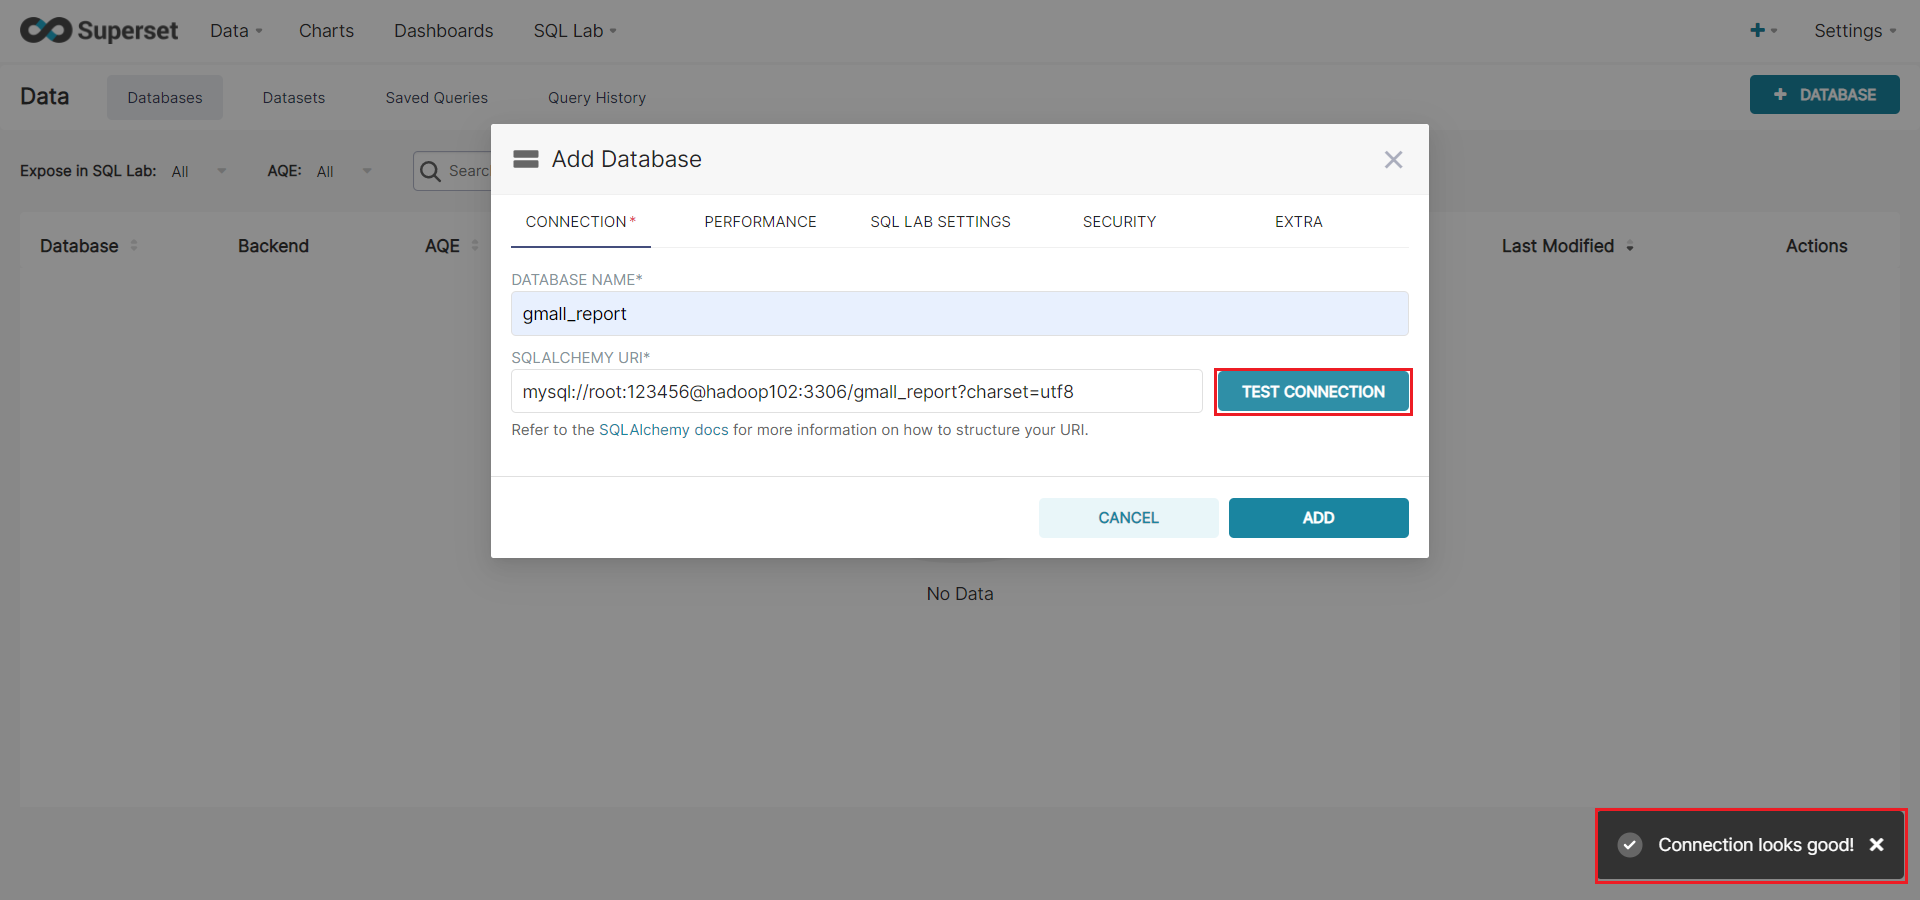 Superset Data Charts Dashboards SQL Lab Settings
Data Databases Datasets Saved Queries Query History + DATABASE
Expose in SQL Lab: All AQE: All
Database Backend AQE Last Modified Actions
Add Database
CONNECTION* PERFORMANCE SQL LAB SETTINGS SECURITY EXTRA
DATABASE NAME*
gmall_report
SQLALCHEMY URI*
mysql://root:123456@hadoop102:3306/gmall_report?charset=utf8 TEST CONNECTION
Refer to the SQLAlchemy docs for more information on how to structure your URI.
CANCEL ADD
No Data
Connection looks good!